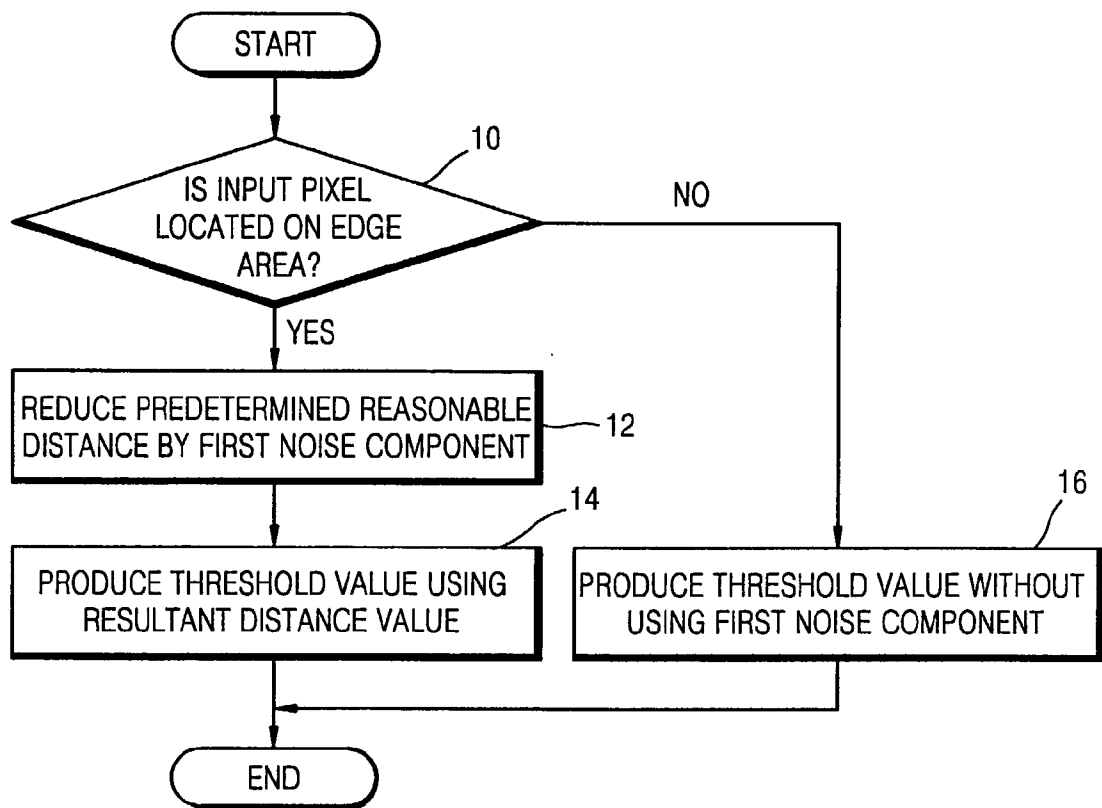 START
10
IS INPUT PIXEL
LOCATED ON EDGE
AREA?
NO
YES
REDUCE PREDETERMINED REASONABLE
DISTANCE BY FIRST NOISE COMPONENT
12
14
16
PRODUCE THRESHOLD VALUE USING
RESULTANT DISTANCE VALUE
PRODUCE THRESHOLD VALUE WITHOUT
USING FIRST NOISE COMPONENT
END